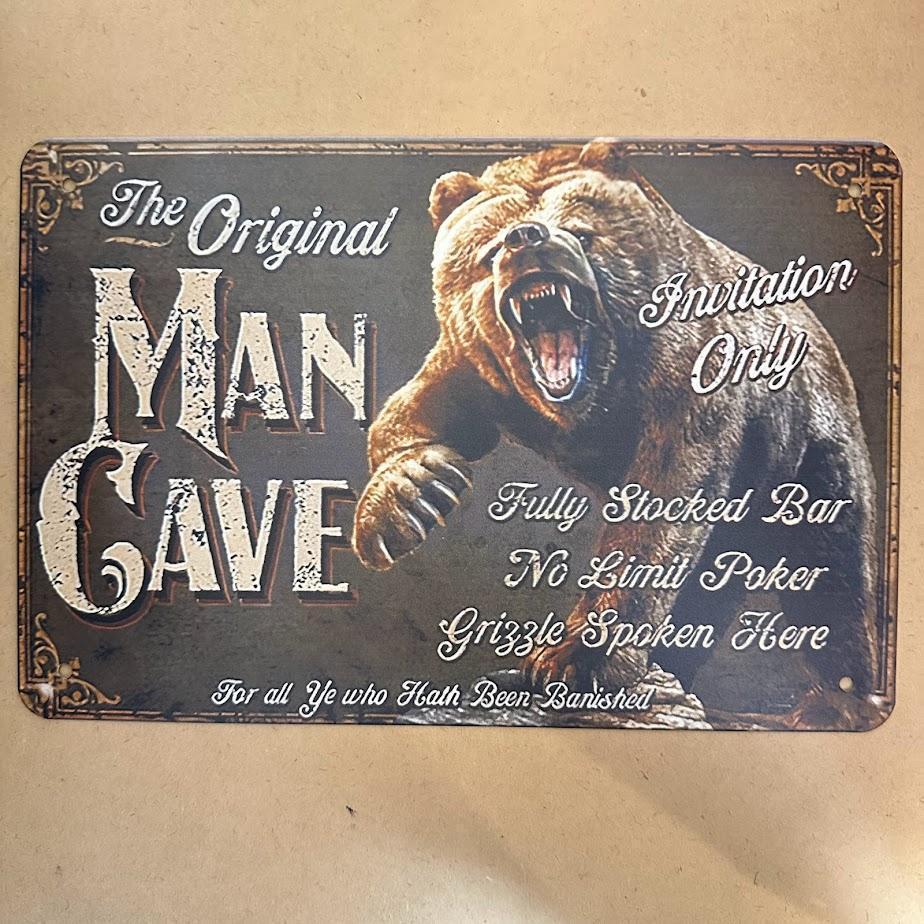 The Original
MAN
CAVE
Invitation
Only
Fully Stocked Bar
No Limit Poker
Grizzle Spoken Here
For all Ye who Hath Been Banished